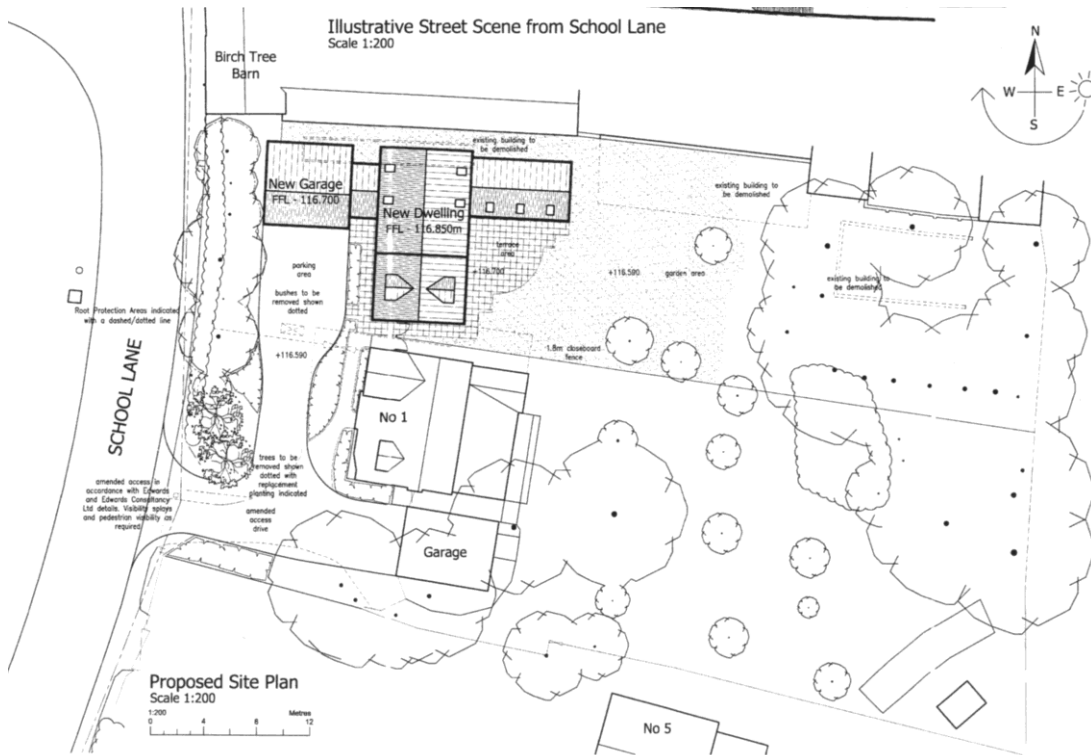 Illustrative Street Scene from School Lane
Scale 1:200
Birch Tree
Barn
N
W
E
S
existing building to
be demolished
New Garage
FFL - 116.700
New Dwelling
FFL - 116.850m
existing building to
be demolished
terrace
area
+116.700
parking
area
+116.590
garden area
bushes to be
removed shown
dotted
existing building to
be demolished
Root Protection Areas indicated
with a dashed/dotted line
+116.590
1.8m closeboard
fence
SCHOOL LANE
No 1
trees to be
removed shown
dotted with
replacement
planting indicated
amended access in
accordance with Edwards
and Edwards Consultancy
Ltd details. Visibility splays
and pedestrian visibility as
required.
amended
access
drive
Garage
Proposed Site Plan
Scale 1:200
1:200
Metres
0
4
8
12
No 5